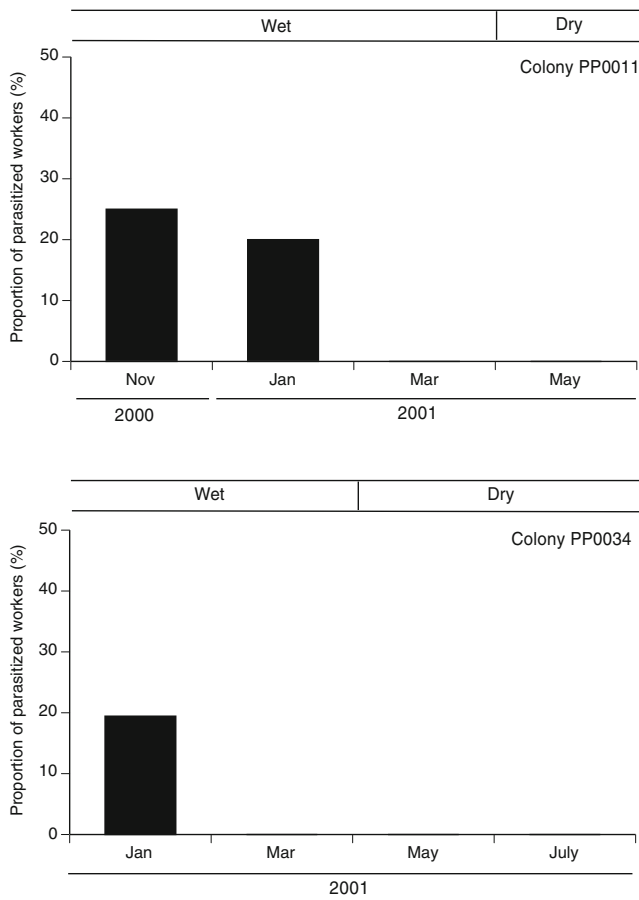 Wet Dry
Colony PP0011
Proportion of parasitized workers (%)
50
40
30
20
10
0
Nov Jan Mar May
2000 2001
Wet Dry
Colony PP0034
Proportion of parasitized workers (%)
50
40
30
20
10
0
Jan Mar May July
2001